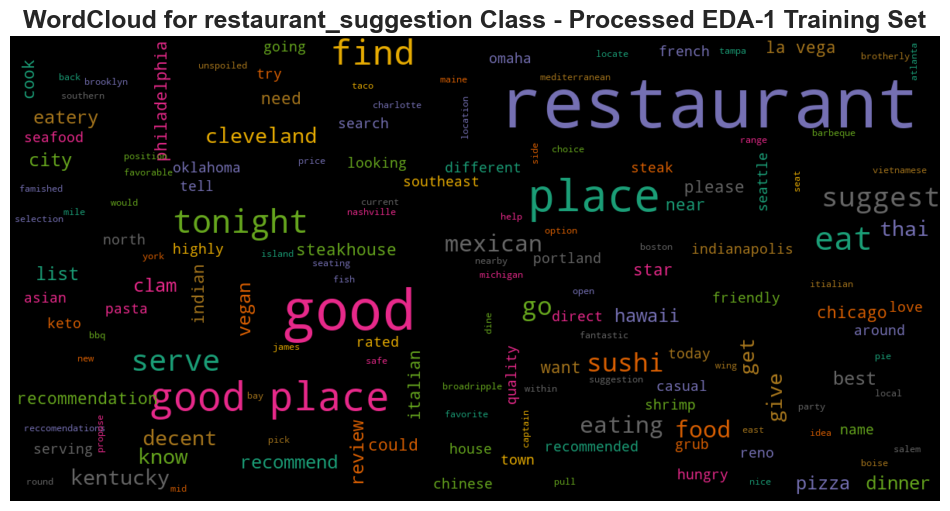 WordCloud for restaurant_suggestion Class - Processed EDA-1 Training Set
restaurant
good
place
good place
find
tonight
serve
sushi
eat
suggest
cleveland
mexican
go
food
eating
kentucky
give
get
decent
know
recommend
review
thai
hawaii
city
eatery
need
la vega
philadelphia
cook
going
try
unspoiled
back
brooklyn
southern
seafood
position
favorable
famished
would
selection
mile
oklahoma
tell
search
looking
taco
charlotte
price
current
nashville
maine
location
omaha
mediterranean
french
locate
tampa
brotherly
atlanta
barbeque
range
choice
side
different
southeast
steak
please
near
seattle
seat
vietnamese
help
option
boston
nearby
portland
michigan
indianapolis
star
friendly
itialian
chicago
love
around
pie
local
party
best
today
want
casual
shrimp
suggestion
within
fantastic
open
direct
dine
quality
wing
broadripple
favorite
captain
recommended
house
town
chinese
pull
grub
hungry
east
idea
name
reno
nice
boise
salem
pizza
dinner
north
york
highly
island
steakhouse
seating
fish
list
clam
asian
pasta
indian
vegan
keto
bbq
new
james
rated
safe
italian
bay
recommendation
reccomendation
propose
serving
round
mid
pick
could